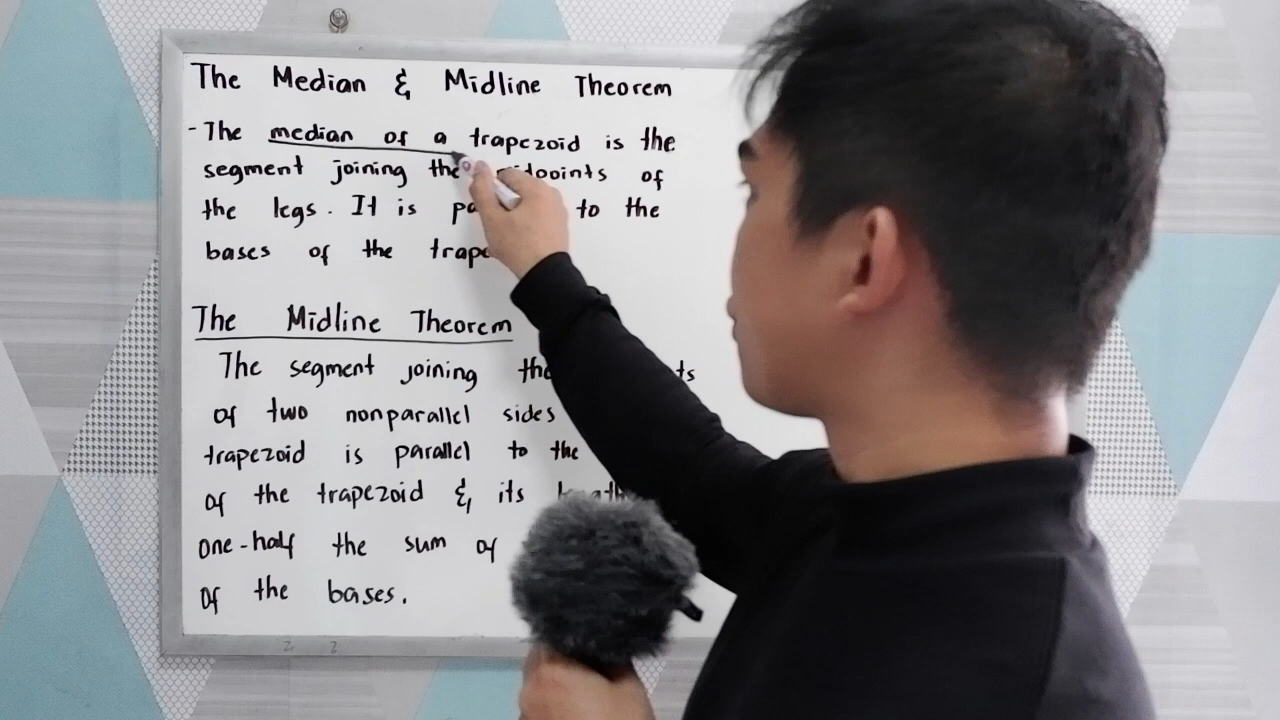 The Median & Midline Theorem
- The median of a trapezoid is the
segment joining the midpoints of
the legs. It is to the
bases of the
The Midline Theorem
The segment joining the
of two nonparallel sides
trapezoid is parallel to the
of the trapezoid & its
one-half the sum of
of the bases.